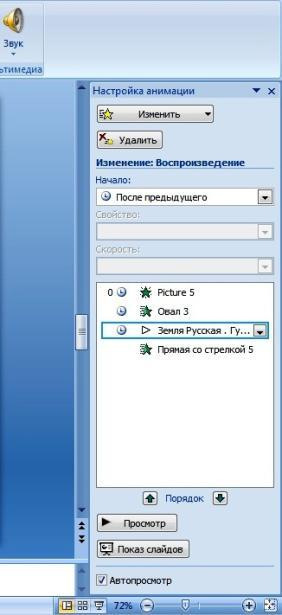 Звук
ьтимедиа
Настройка анимации
Изменить
Удалить
Изменение: Воспроизведение
Начало:
После предыдущего
Свойство:
Скорость:
0 Picture 5
Овал 3
Земля Русская . Гу...
Прямая со стрелкой 5
Порядок
Просмотр
Показ слайдов
Автопросмотр
72%